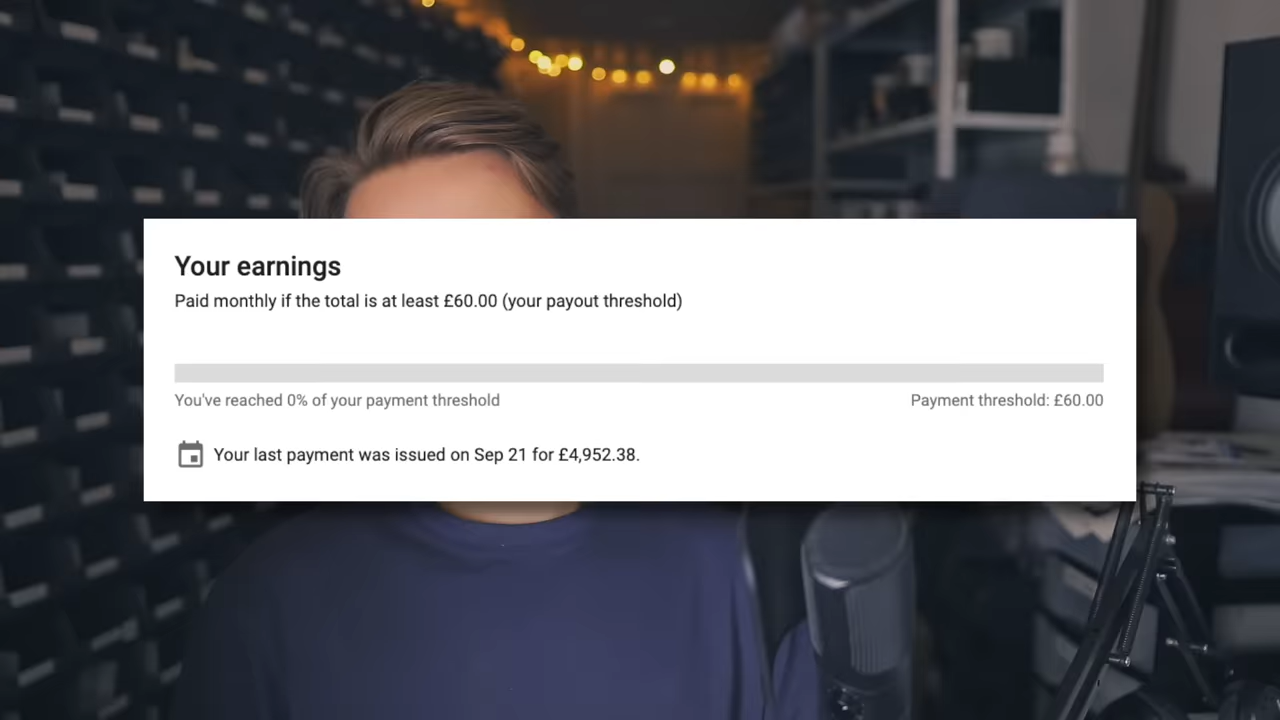 Your earnings
Paid monthly if the total is at least £60.00 (your payout threshold)
You've reached 0% of your payment threshold
Payment threshold: £60.00
Your last payment was issued on Sep 21 for £4,952.38.